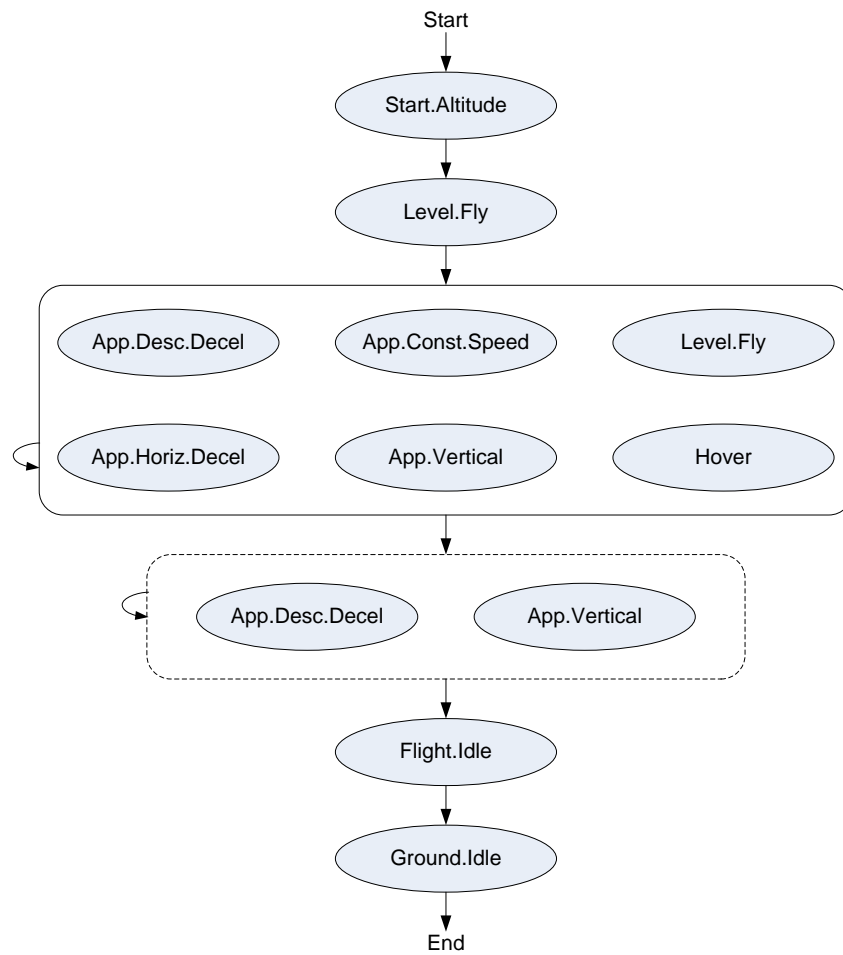 Start
Start.Altitude
Level.Fly
App.Desc.Decel
App.Const.Speed
Level.Fly
App.Horiz.Decel
App.Vertical
Hover
App.Desc.Decel
App.Vertical
Flight.Idle
Ground.Idle
End